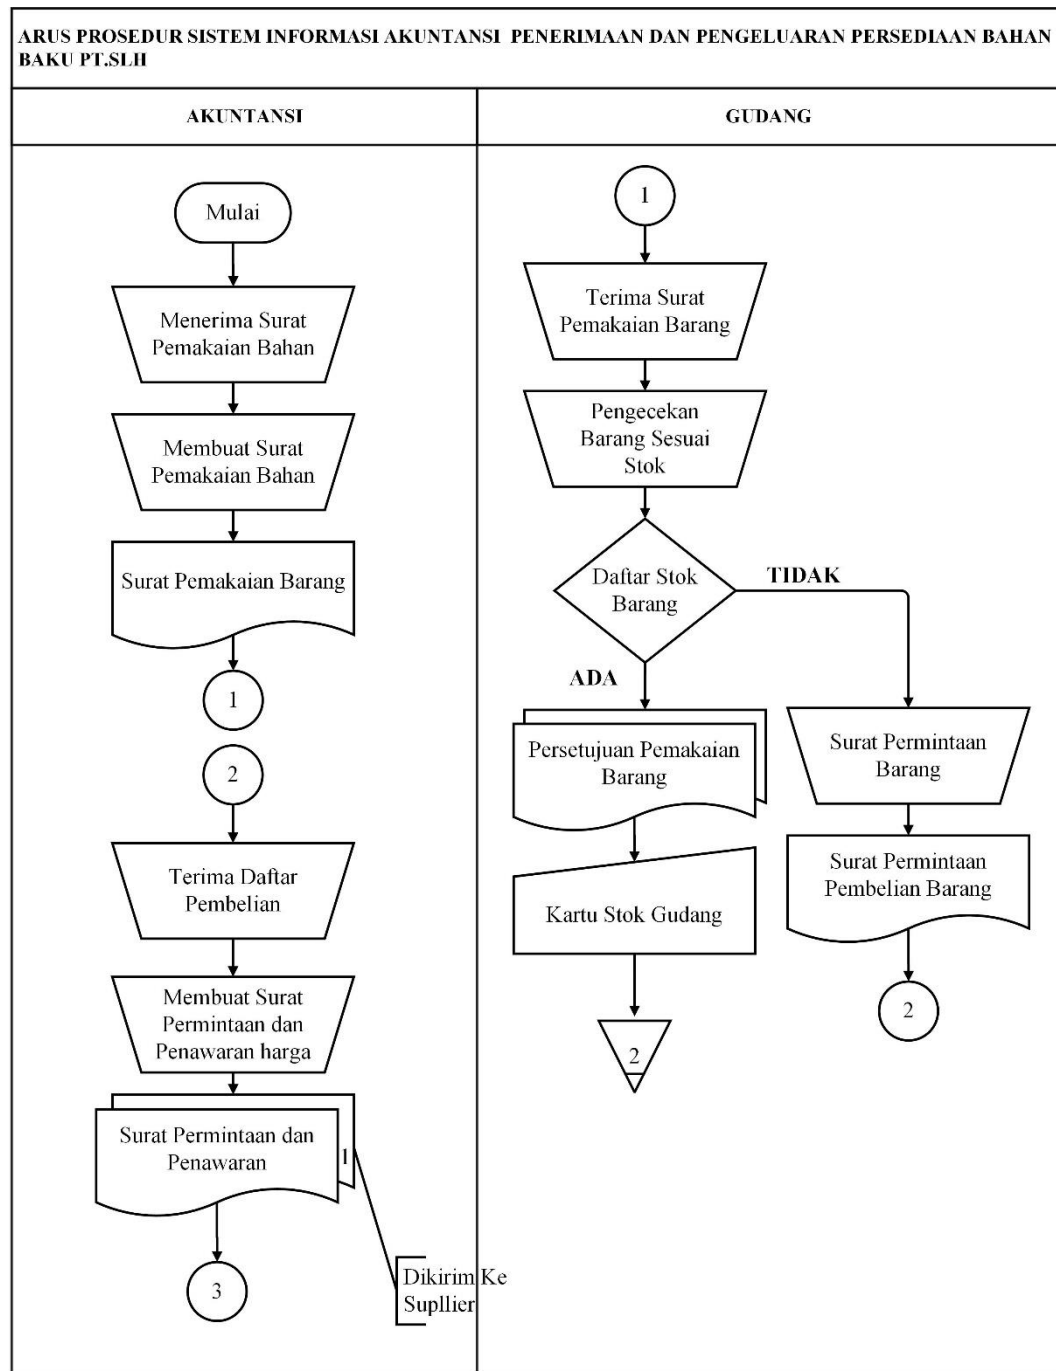 ARUS PROSEDUR SISTEM INFORMASI AKUNTANSI PENERIMAAN DAN PENGELUARAN PERSEDIAAN BAHAN
BAKU PT.SLH
AKUNTANSI
GUDANG
Mulai
Menerima Surat
Pemakaian Bahan
Membuat Surat
Pemakaian Bahan
Surat Pemakaian Barang
1
2
Terima Daftar
Pembelian
Membuat Surat
Permintaan dan
Penawaran harga
Surat Permintaan dan
Penawaran
1
3
Dikirim Ke
Supllier
1
Terima Surat
Pemakaian Barang
Pengecekan
Barang Sesuai
Stok
Daftar Stok
Barang
TIDAK
ADA
Persetujuan Pemakaian
Barang
Kartu Stok Gudang
2
Surat Permintaan
Barang
Surat Permintaan
Pembelian Barang
2